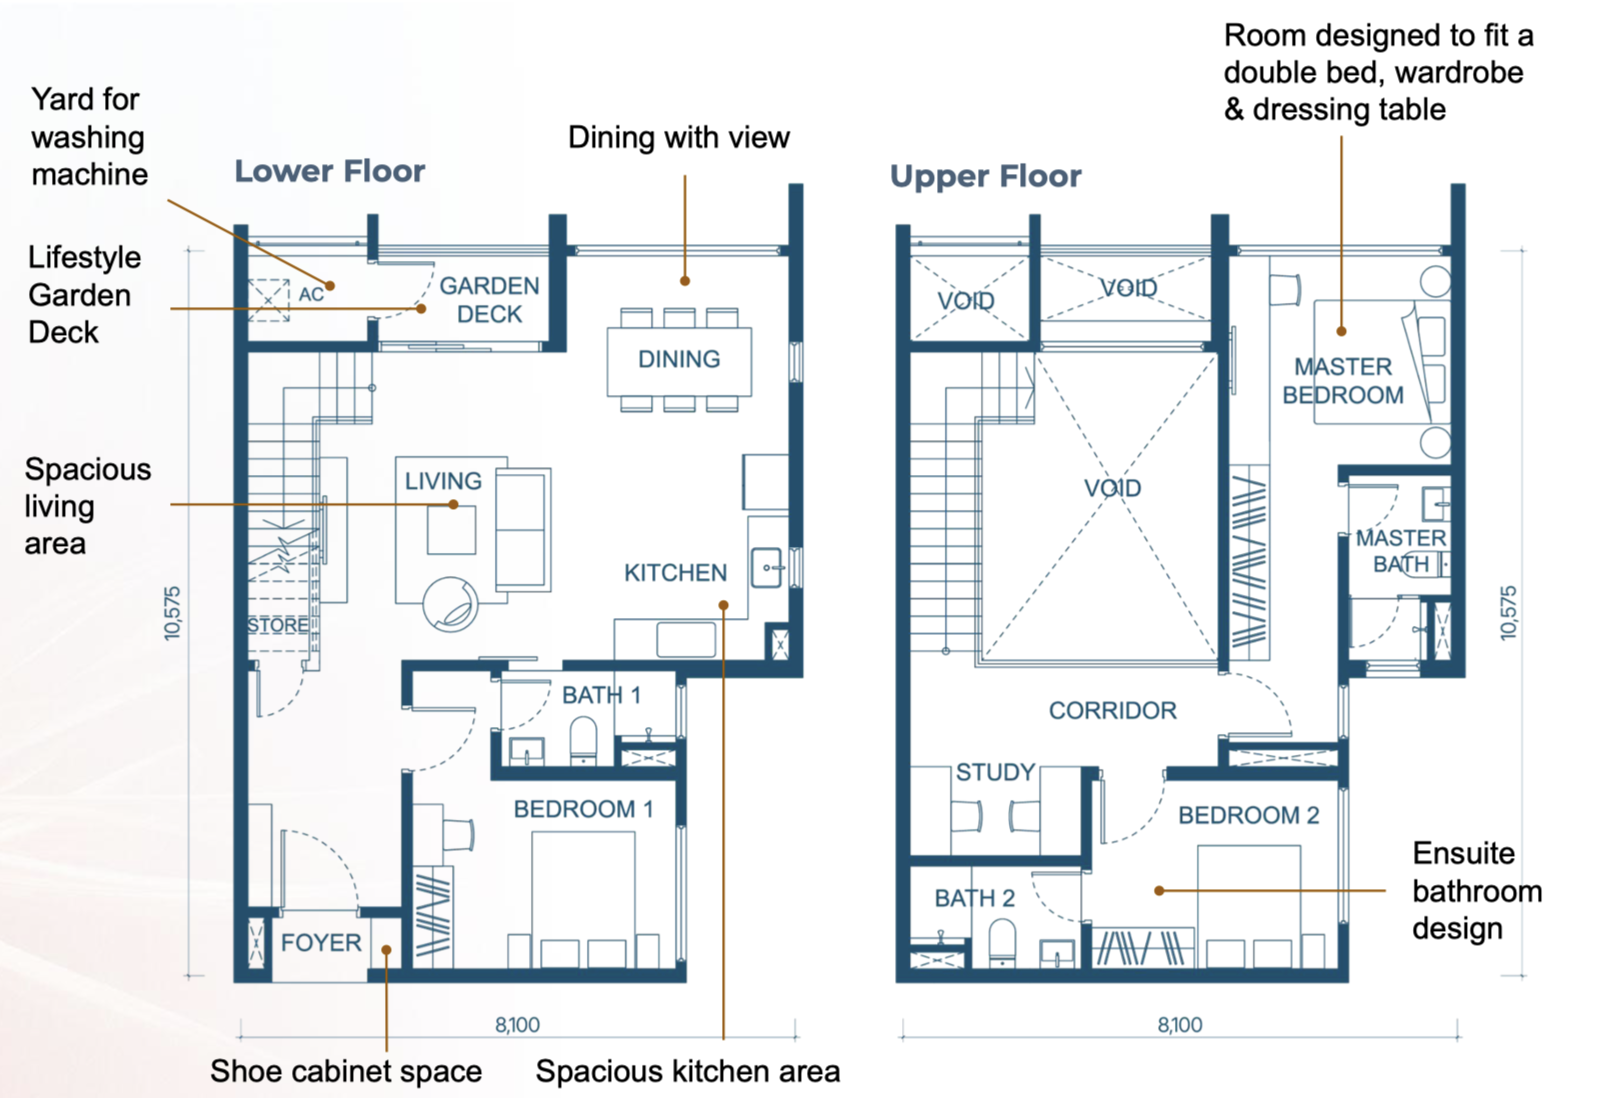 Room designed to fit a
double bed, wardrobe
& dressing table
Yard for
washing
machine
Dining with view
Lower Floor
Upper Floor
Lifestyle
Garden
Deck
AC
GARDEN
DECK
VOID
VOID
DINING
MASTER
BEDROOM
Spacious
living
area
LIVING
VOID
KITCHEN
MASTER
BATH
10,575
STORE
10,575
BATH 1
CORRIDOR
STUDY
BEDROOM 1
BEDROOM 2
Ensuite
bathroom
design
BATH 2
FOYER
8,100
8,100
Shoe cabinet space
Spacious kitchen area